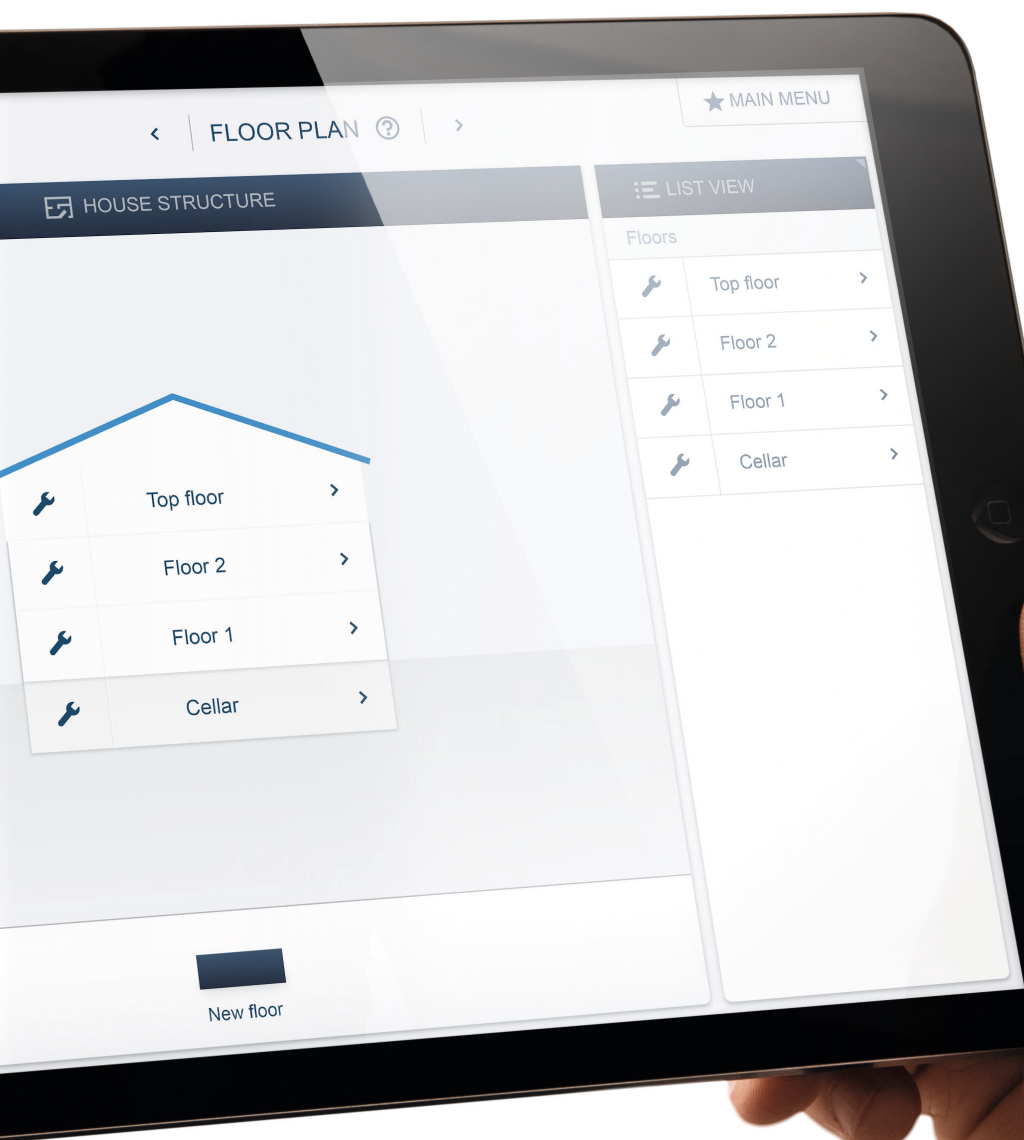 FLOOR PLAN
MAIN MENU
HOUSE STRUCTURE
Top floor
Floor 2
Floor 1
Cellar
New floor
LIST VIEW
Floors
Top floor
Floor 2
Floor 1
Cellar